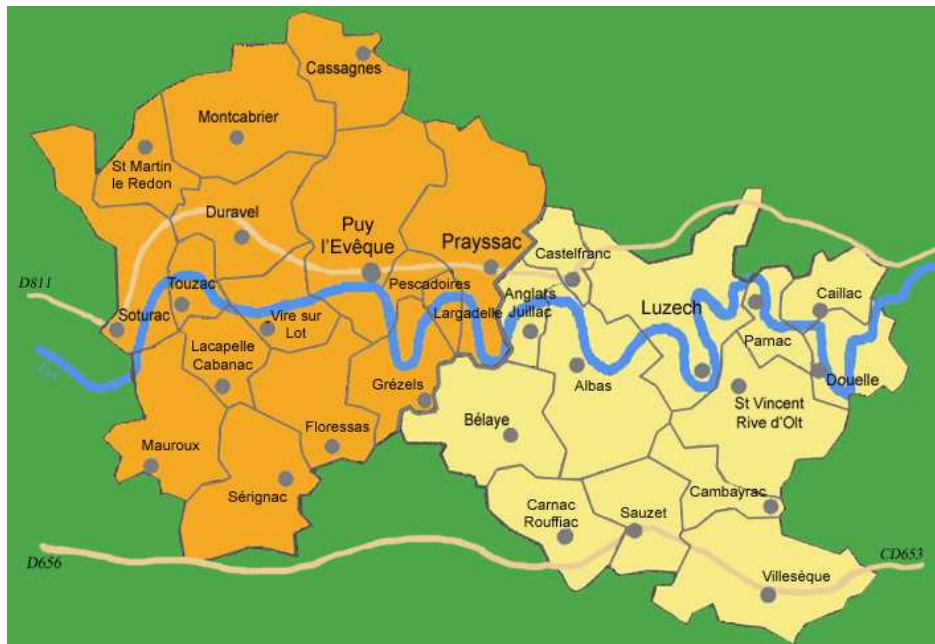 Cassagnes
Montcabrier
St Martin
le Redon
Duravel
Puy
l'Evêque
Prayssac
Castelfranc
D811
Touzac
Pescadoires
Anglars
Juillac
Luzech
Caillac
Soturac
Vire sur
Lot
Largadelle
Parnac
Lacapelle
Cabanac
Grézels
Albas
Douelle
St Vincent
Rive d'Olt
Mauroux
Floressas
Bélaye
Sérignac
Carnac
Rouffiac
Sauzet
Cambayrac
D656
CD653
Villesèque